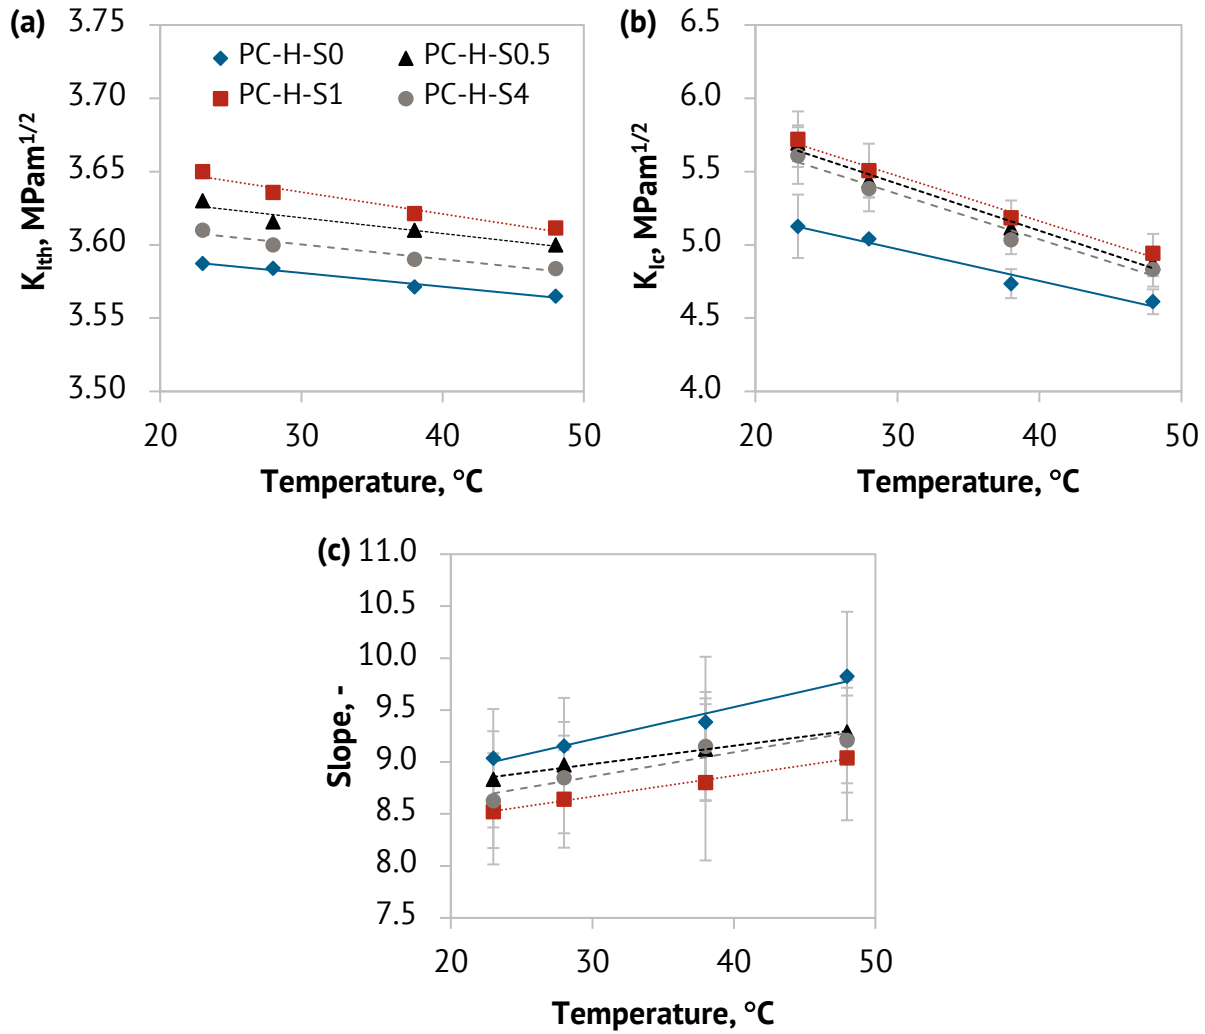 (a)
3.75
3.70
3.65
3.60
3.55
3.50
K_Ith, MPam^1/2
PC-H-S0
PC-H-S0.5
PC-H-S1
PC-H-S4
20 30 40 50
Temperature, °C
(b)
6.5
6.0
5.5
5.0
4.5
4.0
K_Ic, MPam^1/2
20 30 40 50
Temperature, °C
(c)
11.0
10.5
10.0
9.5
9.0
8.5
8.0
7.5
Slope, -
20 30 40 50
Temperature, °C